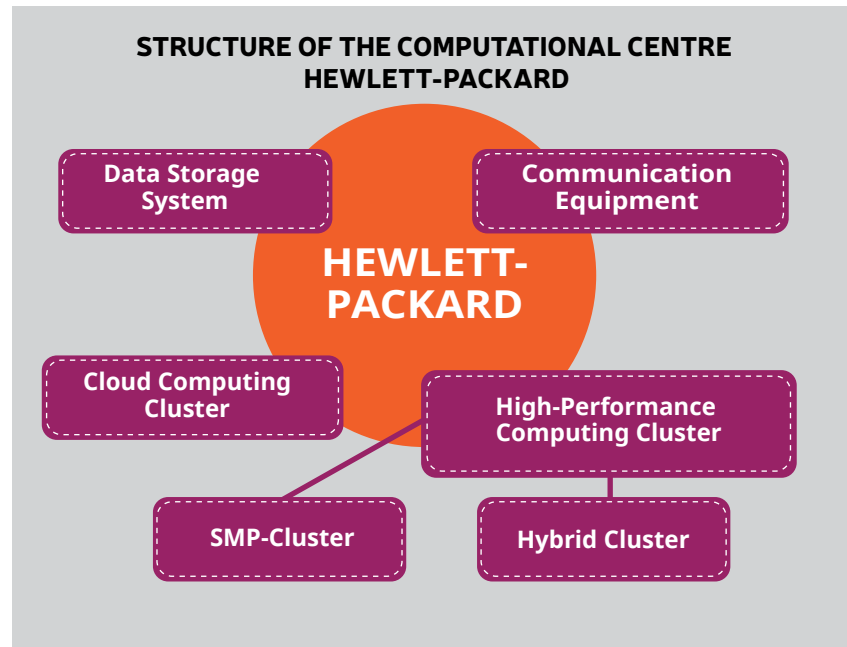 STRUCTURE OF THE COMPUTATIONAL CENTRE
HEWLETT-PACKARD
Data Storage
System
Communication
Equipment
HEWLETT-
PACKARD
Cloud Computing
Cluster
High-Performance
Computing Cluster
SMP-Cluster
Hybrid Cluster